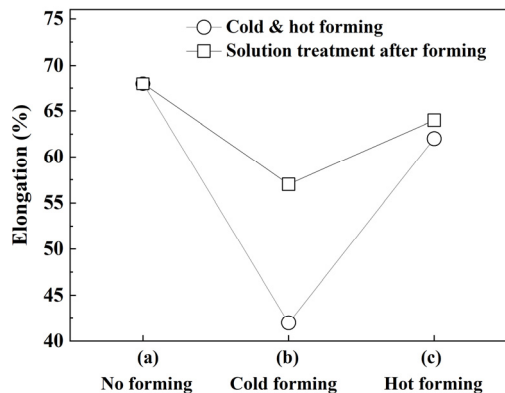 75
70
65
60
55
50
45
40
Elongation (%)
Cold & hot forming
Solution treatment after forming
(a) (b) (c)
No forming Cold forming Hot forming